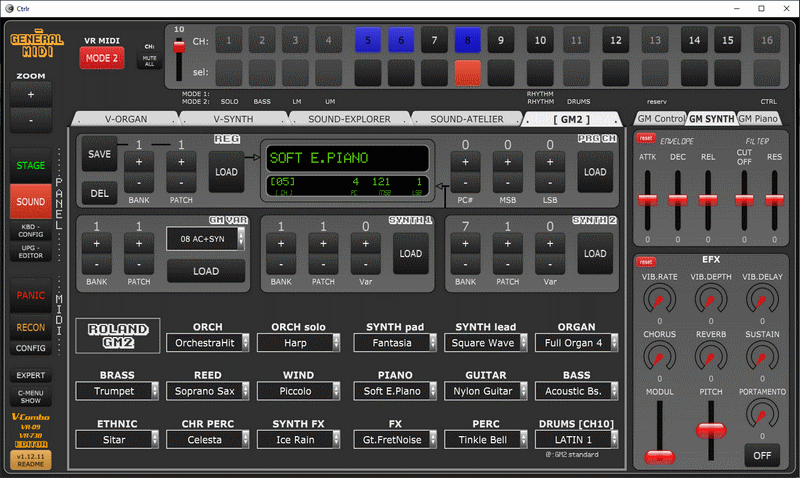 Ctrlr
GENERAL
MIDI
VR MIDI
MODE 2
CH:
MUTE
ALL
10
CH:
1 2 3 4 5 6 7 8 9 10 11 12 13 14 15 16
sel:
MODE 1: RHYTHM
MODE 2: SOLO BASS LM UM RHYTHM DRUMS reserv CTRL
ZOOM
+
-
STAGE
SOUND
KBD -
CONFIG
UPG -
EDITOR
PANEL
PANIC
RECON
CONFIG
MIDI
EXPERT
C-MENU
SHOW
VCombo
VR-09
VR-730
EDITOR
v1.12.11
README
V-ORGAN V-SYNTH SOUND-EXPLORER SOUND-ATELIER [ GM2 ]
GM Control GM SYNTH GM Piano
REG
SAVE
DEL
1 1
+ +
- -
BANK PATCH
LOAD
SOFT E.PIANO
[05] 4 121 1
[ CH ] PC MSB LSB
PRG CH
0 0 0
+ + +
- - -
PC# MSB LSB
LOAD
GM VAR
1 1
+ +
- -
BANK PATCH
08 AC+SYN
LOAD
SYNTH 1
1 1 0
+ + +
- - -
BANK PATCH Var
LOAD
SYNTH 2
7 1 0
+ + +
- - -
BANK PATCH Var
LOAD
ROLAND
GM2
ORCH ORCH solo SYNTH pad SYNTH lead ORGAN
OrchestraHit Harp Fantasia Square Wave Full Organ 4
BRASS REED WIND PIANO GUITAR BASS
Trumpet Soprano Sax Piccolo Soft E.Piano Nylon Guitar Acoustic Bs.
ETHNIC CHR PERC SYNTH FX FX PERC DRUMS [CH10]
Sitar Celesta Ice Rain Gt.FretNoise Tinkle Bell LATIN 1
0:GM2 standard
reset
ENVELOPE FILTER
ATTK DEC REL CUT OFF RES
0 0 0 0 0
reset
EFX
VIB.RATE VIB.DEPTH VIB.DELAY
0 0 0
CHORUS REVERB SUSTAIN
0 0 0
MODUL PITCH PORTAMENTO
0
OFF